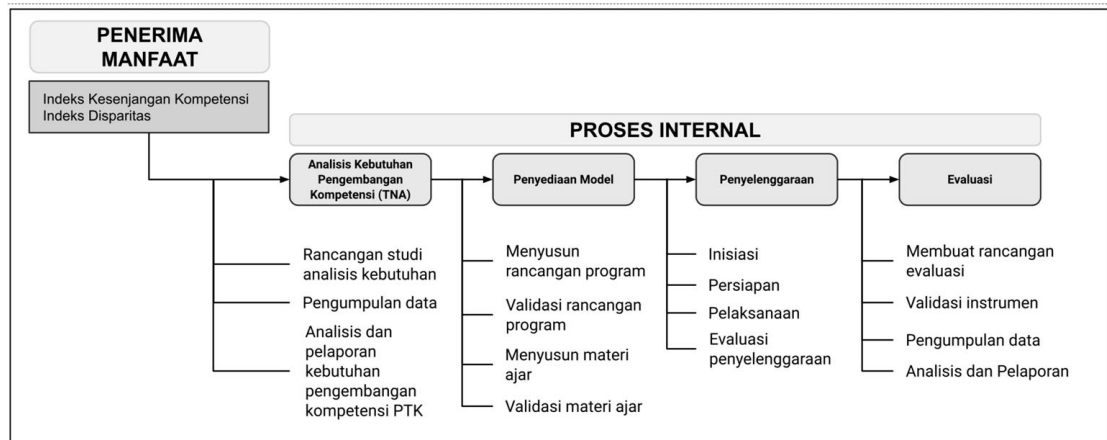 PENERIMA
MANFAAT
Indeks Kesenjangan Kompetensi
Indeks Disparitas
PROSES INTERNAL
Analisis Kebutuhan
Pengembangan
Kompetensi (TNA)
Rancangan studi
analisis kebutuhan
Pengumpulan data
Analisis dan
pelaporan
kebutuhan
pengembangan
kompetensi PTK
Penyediaan Model
Menyusun
rancangan program
Validasi rancangan
program
Menyusun materi
ajar
Validasi materi ajar
Penyelenggaraan
Inisiasi
Persiapan
Pelaksanaan
Evaluasi
penyelenggaraan
Evaluasi
Membuat rancangan
evaluasi
Validasi instrumen
Pengumpulan data
Analisis dan Pelaporan